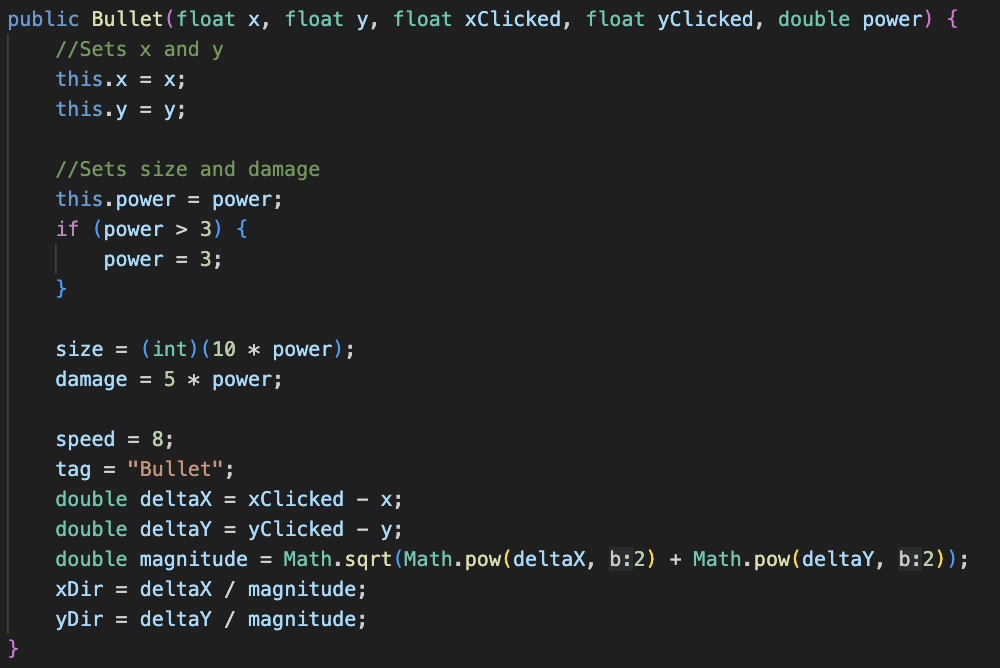 public Bullet(float x, float y, float xClicked, float yClicked, double power) {
    //Sets x and y
    this.x = x;
    this.y = y;

    //Sets size and damage
    this.power = power;
    if (power > 3) {
        power = 3;
    }

    size = (int)(10 * power);
    damage = 5 * power;

    speed = 8;
    tag = "Bullet";
    double deltaX = xClicked - x;
    double deltaY = yClicked - y;
    double magnitude = Math.sqrt(Math.pow(deltaX, b:2) + Math.pow(deltaY, b:2));
    xDir = deltaX / magnitude;
    yDir = deltaY / magnitude;
}